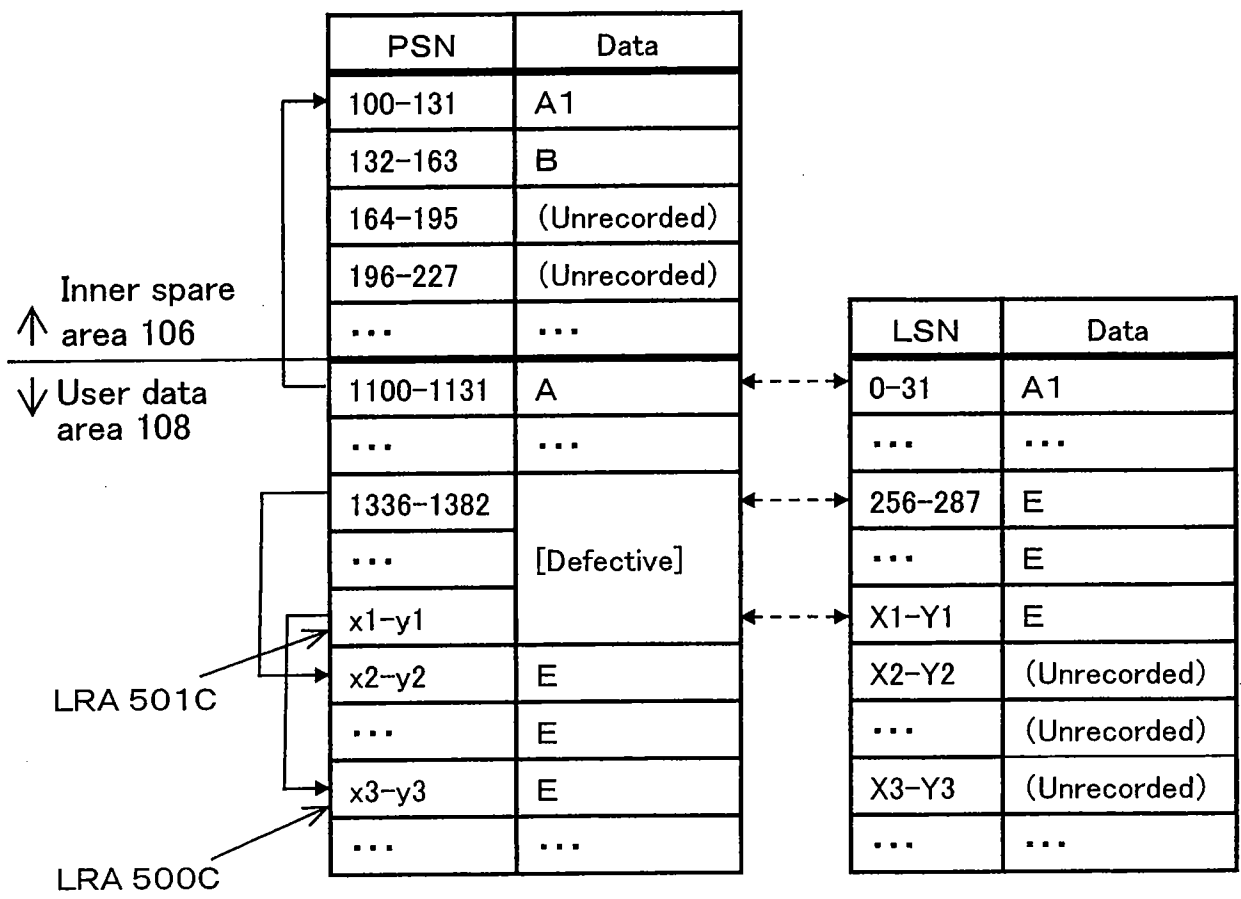 PSN Data
100-131 A1
132-163 B
164-195 (Unrecorded)
196-227 (Unrecorded)
... ...
Inner spare
↑ area 106
↓ User data
area 108
1100-1131 A
... ...
1336-1382 [Defective]
...
x1-y1
x2-y2 E
... E
x3-y3 E
... ...
LRA 501C
LRA 500C
LSN Data
0-31 A1
... ...
256-287 E
... E
X1-Y1 E
X2-Y2 (Unrecorded)
... (Unrecorded)
X3-Y3 (Unrecorded)
... ...